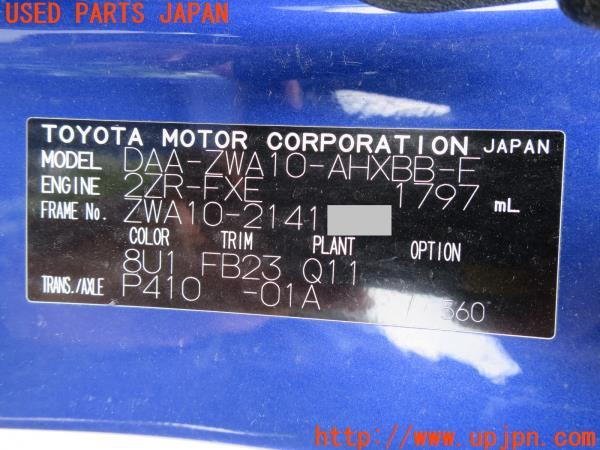 USED PARTS JAPAN
TOYOTA MOTOR CORPORATION JAPAN
MODEL DAA-ZWA10-AHXBB-F
ENGINE 2ZR-FXE 1797 mL
FRAME No. ZWA10-2141
COLOR TRIM PLANT OPTION
8U1 FB23 Q11
TRANS./AXLE P410 -01A 360
UPJ http://www.upjpn.com